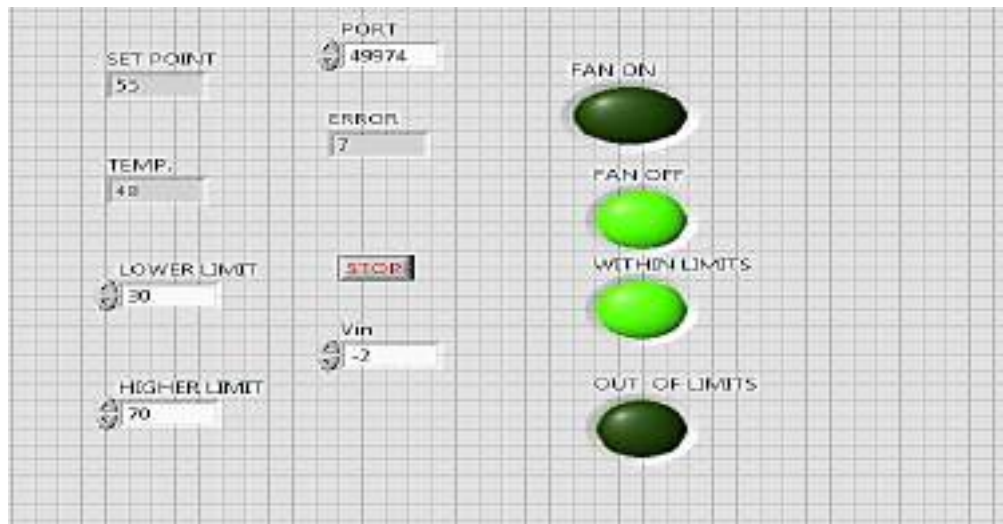 SET POINT
55
TEMP.
48
LOWER LIMIT
30
HIGHER LIMIT
70
PORT
49974
ERROR
7
STOP
Vin
-2
FAN ON
FAN OFF
WITHIN LIMITS
OUT OF LIMITS